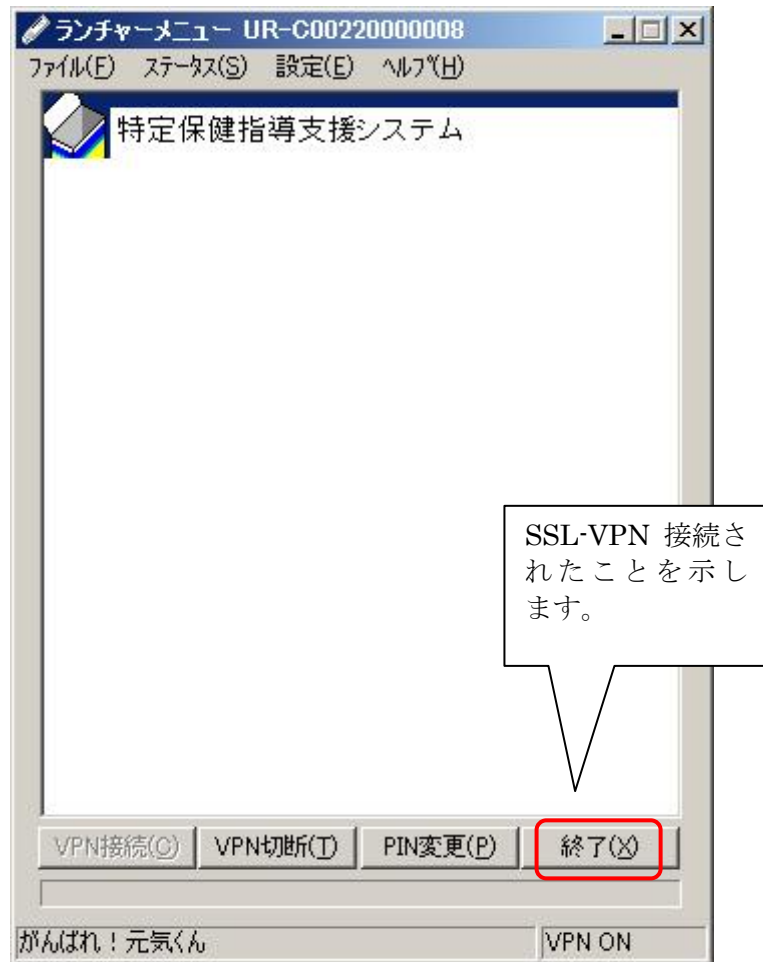 ランチャーメニュー UR-C00220000008
ファイル(F) ステータス(S) 設定(E) ヘルプ(H)
特定保健指導支援システム
SSL-VPN 接続さ
れたことを示し
ます。
VPN接続(C) VPN切断(T) PIN変更(P) 終了(X)
がんばれ！元気くん VPN ON